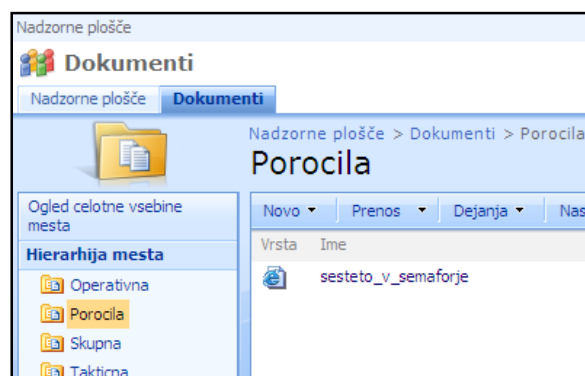 Nadzorne plošče
Dokumenti
Nadzorne plošče Dokumenti
Nadzorne plošče > Dokumenti > Porocila
Porocila
Ogled celotne vsebine
mesta
Hierarhija mesta
Operativna
Porocila
Skupna
Takticna
Novo Prenos Dejanja Nas
Vrsta Ime
sesteto_v_semaforje